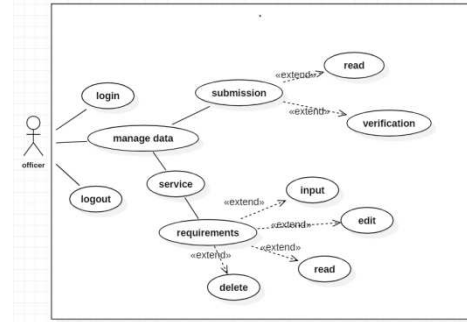 read
«extend»
login
submission
«extend»
verification
manage data
officer
service
logout
input
«extend»
requirements
«extend»
edit
«extend»
«extend»
read
delete